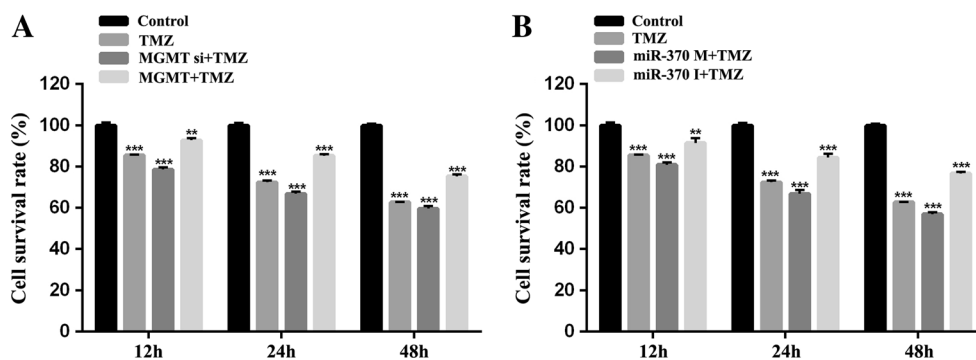 A
Control
TMZ
MGMT si+TMZ
MGMT+TMZ
Cell survival rate (%)
120
100
80
60
40
20
0
*** *** **
*** *** ***
*** *** ***
12h 24h 48h
B
Control
TMZ
miR-370 M+TMZ
miR-370 I+TMZ
Cell survival rate (%)
120
100
80
60
40
20
0
*** *** **
*** *** ***
*** *** ***
12h 24h 48h